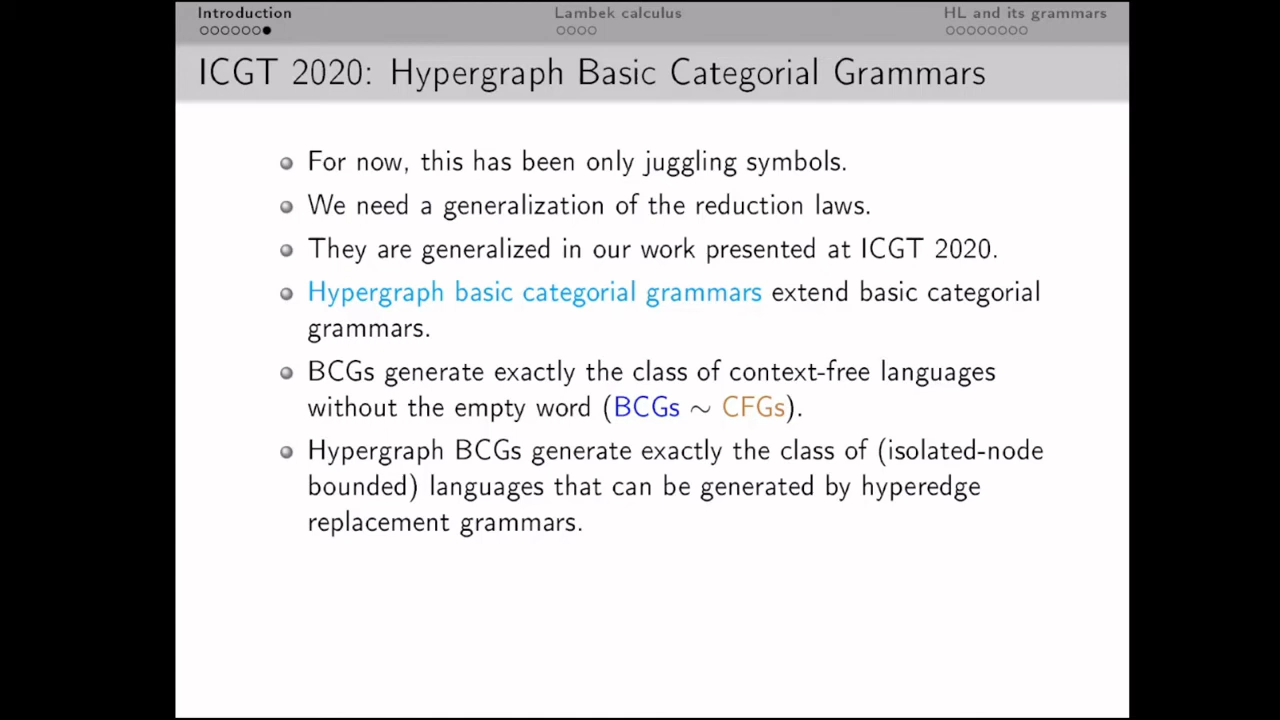 Introduction
Lambek calculus
HL and its grammars
ICGT 2020: Hypergraph Basic Categorial Grammars
For now, this has been only juggling symbols.
We need a generalization of the reduction laws.
They are generalized in our work presented at ICGT 2020.
Hypergraph basic categorial grammars extend basic categorial
grammars.
BCGs generate exactly the class of context-free languages
without the empty word (BCGs ∼ CFGs).
Hypergraph BCGs generate exactly the class of (isolated-node
bounded) languages that can be generated by hyperedge
replacement grammars.